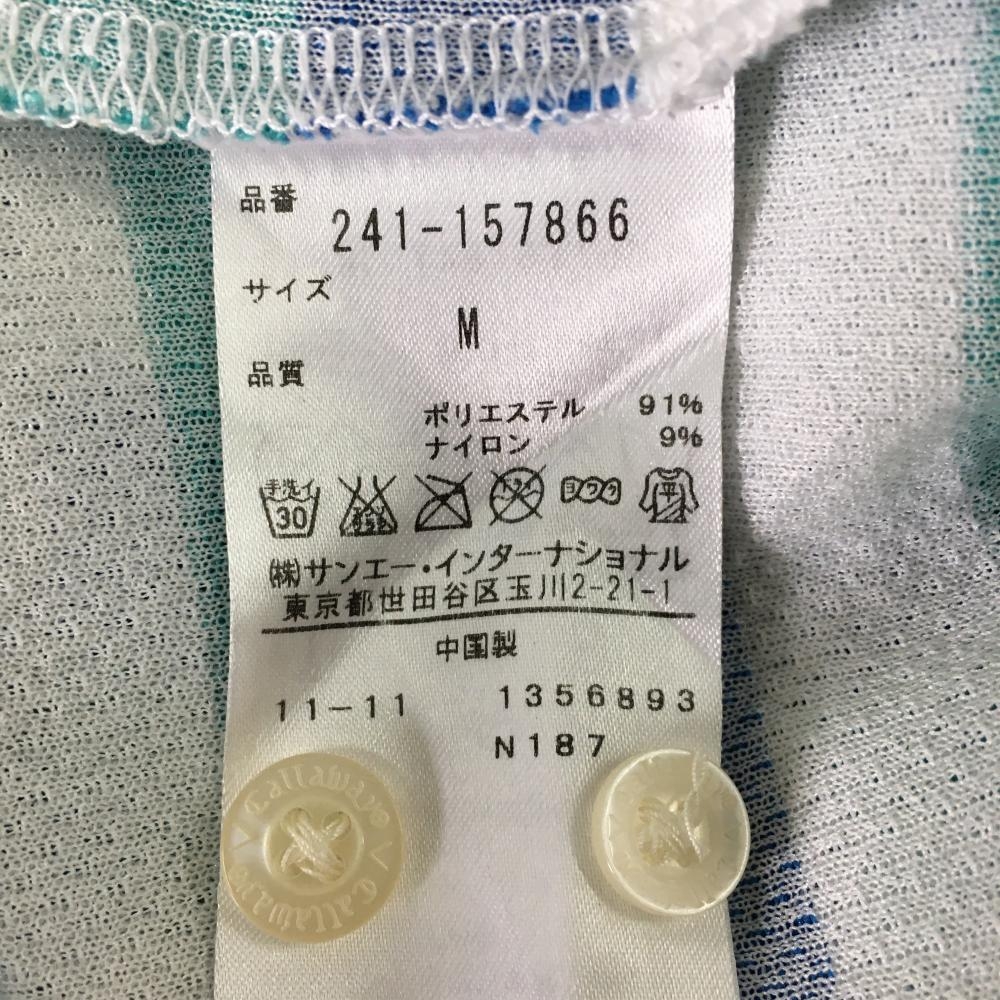 品番
241-157866
サイズ
M
品質
ポリエステル 91%
ナイロン 9%
手洗イ
30
平
㈱サンエー・インターナショナル
東京都世田谷区玉川2-21-1
中国製
11-11 1356893
N187
Callaway®
Callaway